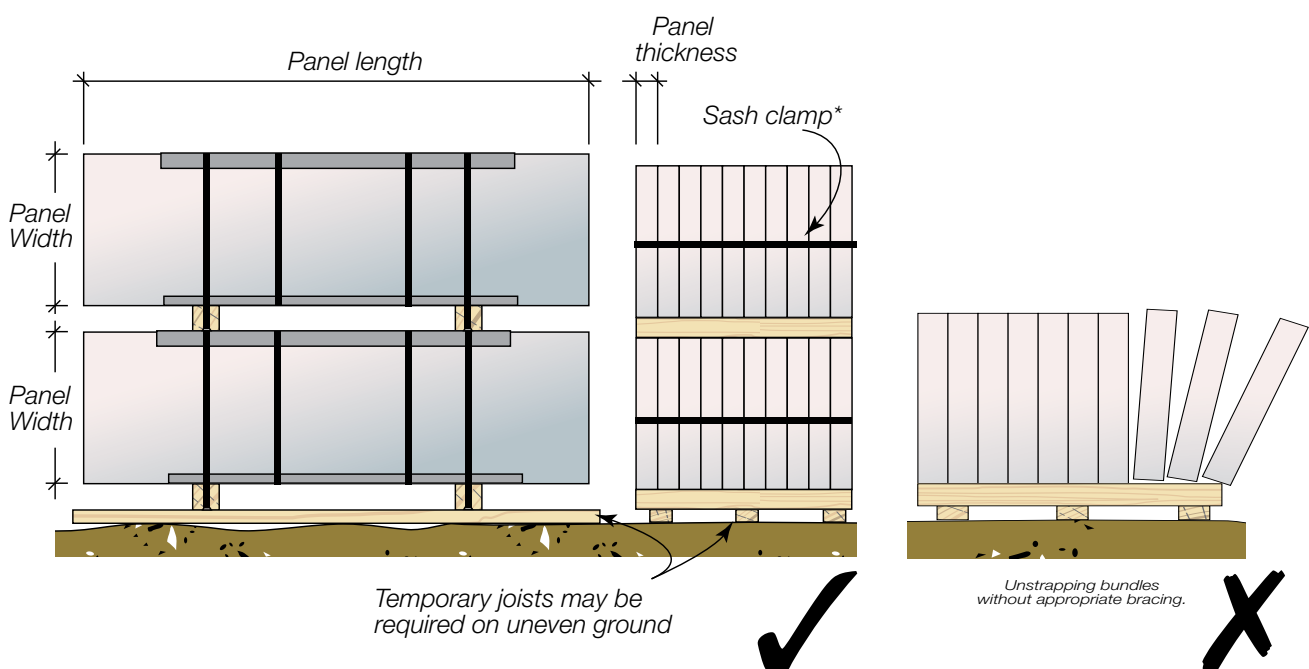 Panel length
Panel
thickness
Sash clamp*
Panel
Width
Panel
Width
Temporary joists may be
required on uneven ground
Unstrapping bundles
without appropriate bracing.